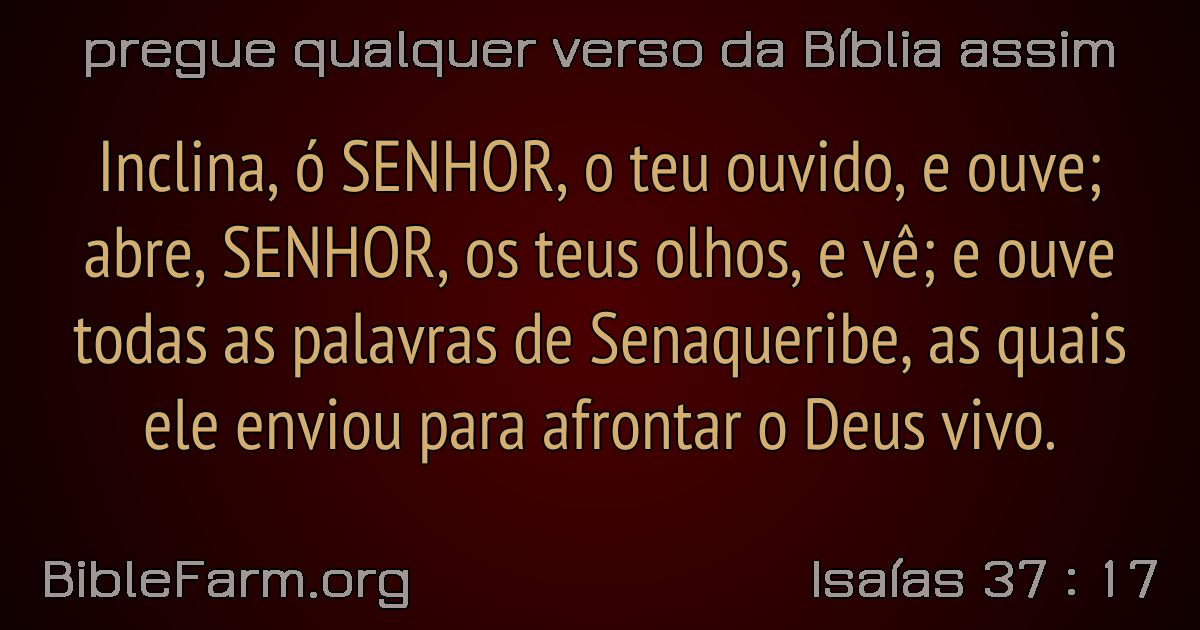 pregue qualquer verso da Bíblia assim
Inclina, ó SENHOR, o teu ouvido, e ouve;
abre, SENHOR, os teus olhos, e vê; e ouve
todas as palavras de Senaqueribe, as quais
ele enviou para afrontar o Deus vivo.
BibleFarm.org
Isaías 37 : 17